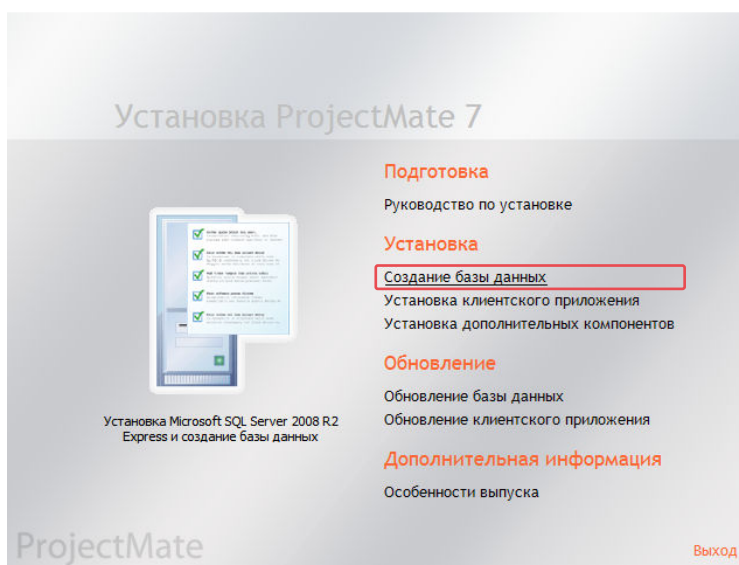 Установка ProjectMate 7
Подготовка
Руководство по установке
Установка
Создание базы данных
Установка клиентского приложения
Установка дополнительных компонентов
Обновление
Обновление базы данных
Обновление клиентского приложения
Дополнительная информация
Особенности выпуска
Установка Microsoft SQL Server 2008 R2
Express и создание базы данных
ProjectMate
Выход